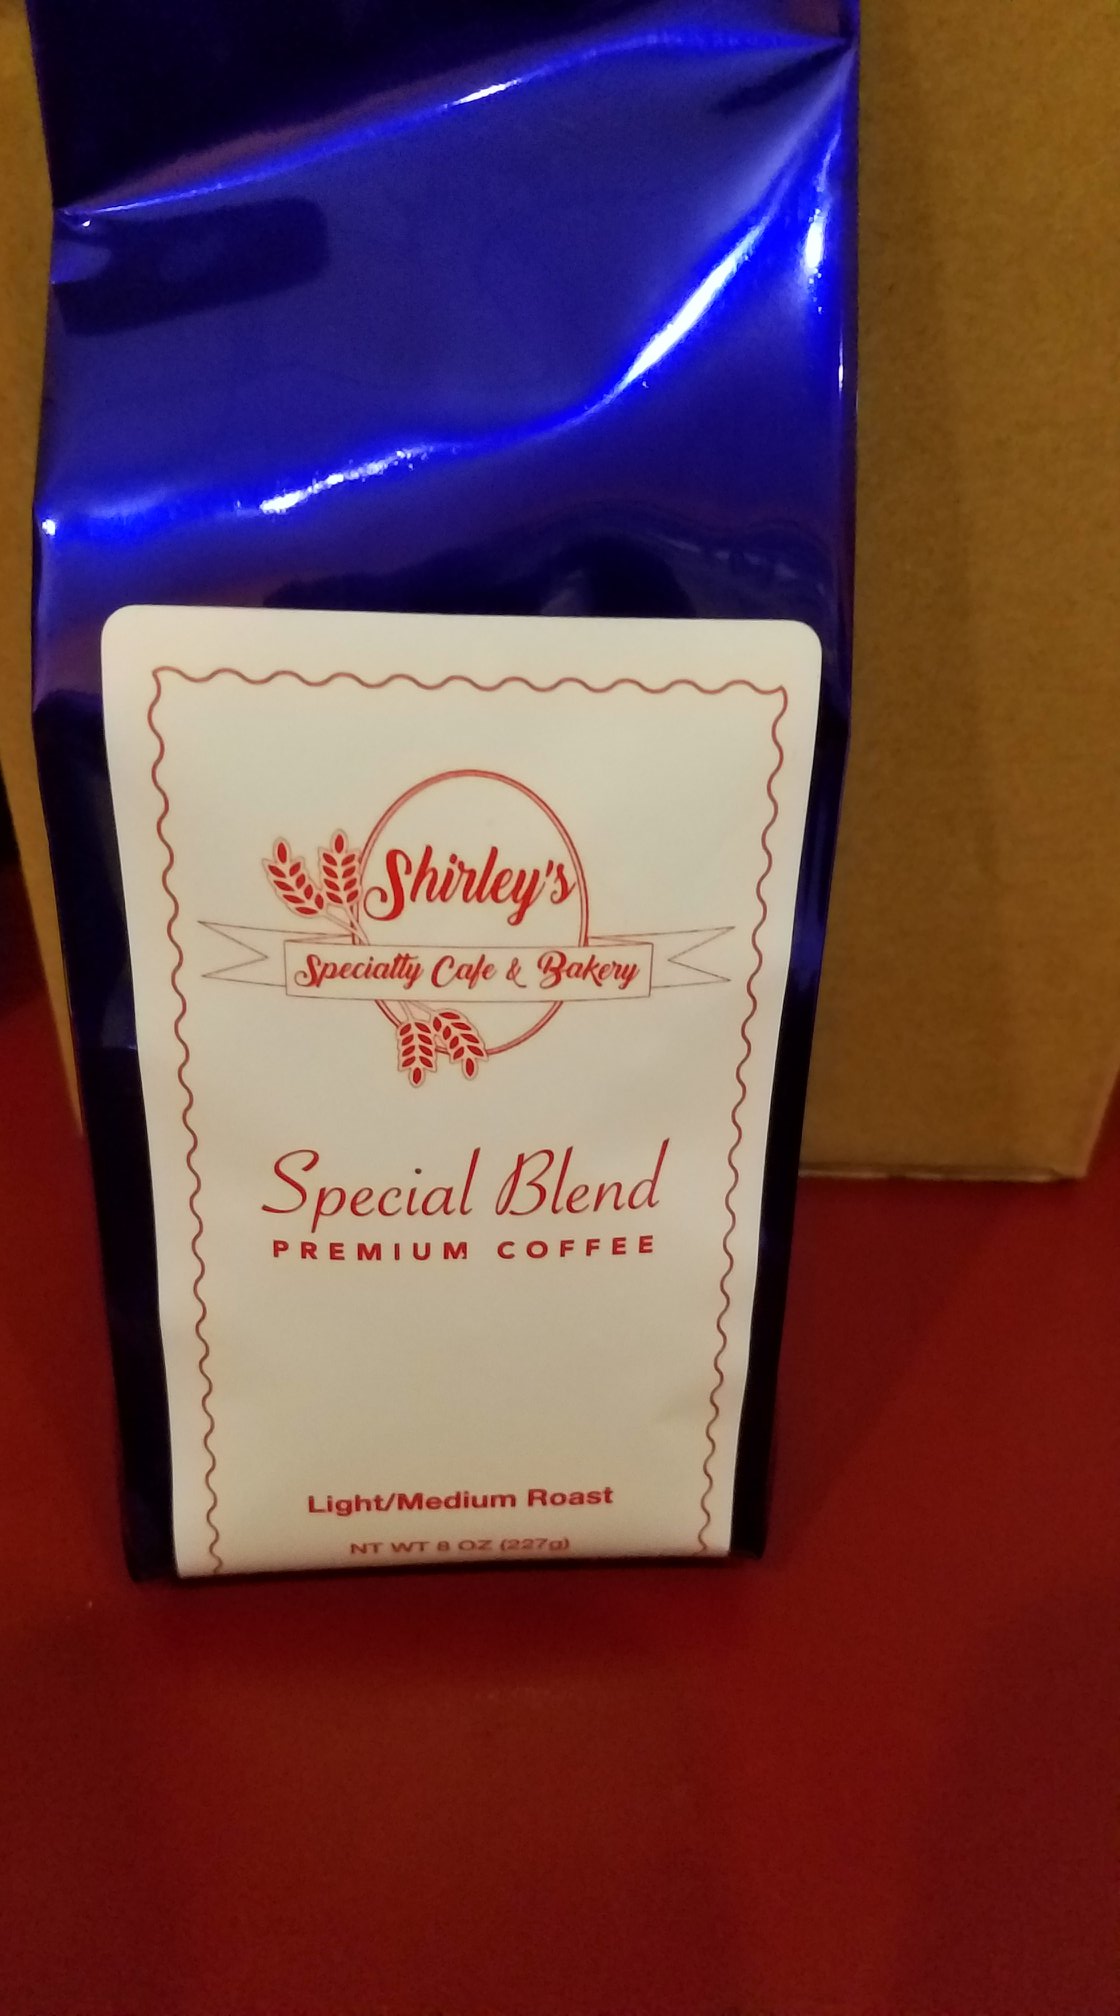 Shirley's
Specialty Cafe & Bakery
Special Blend
PREMIUM COFFEE
Light/Medium Roast
NT WT 8 OZ (227g)